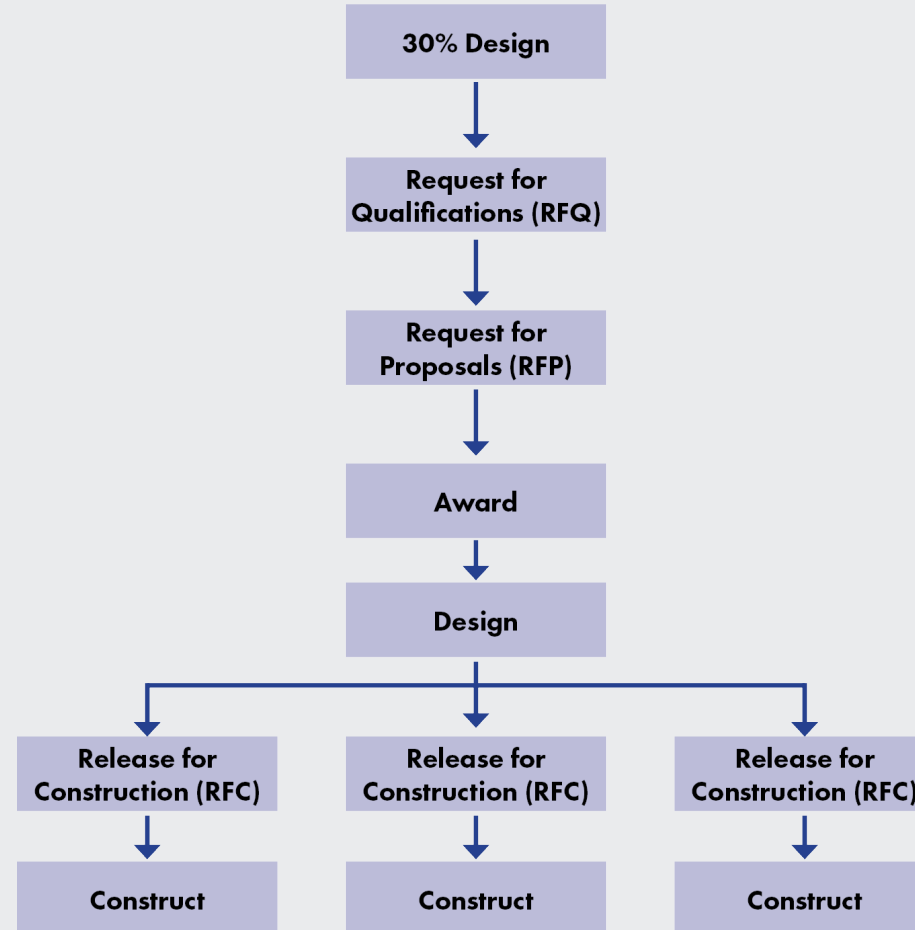 30% Design
Request for
Qualifications (RFQ)
Request for
Proposals (RFP)
Award
Design
Release for
Construction (RFC)
Release for
Construction (RFC)
Release for
Construction (RFC)
Construct
Construct
Construct